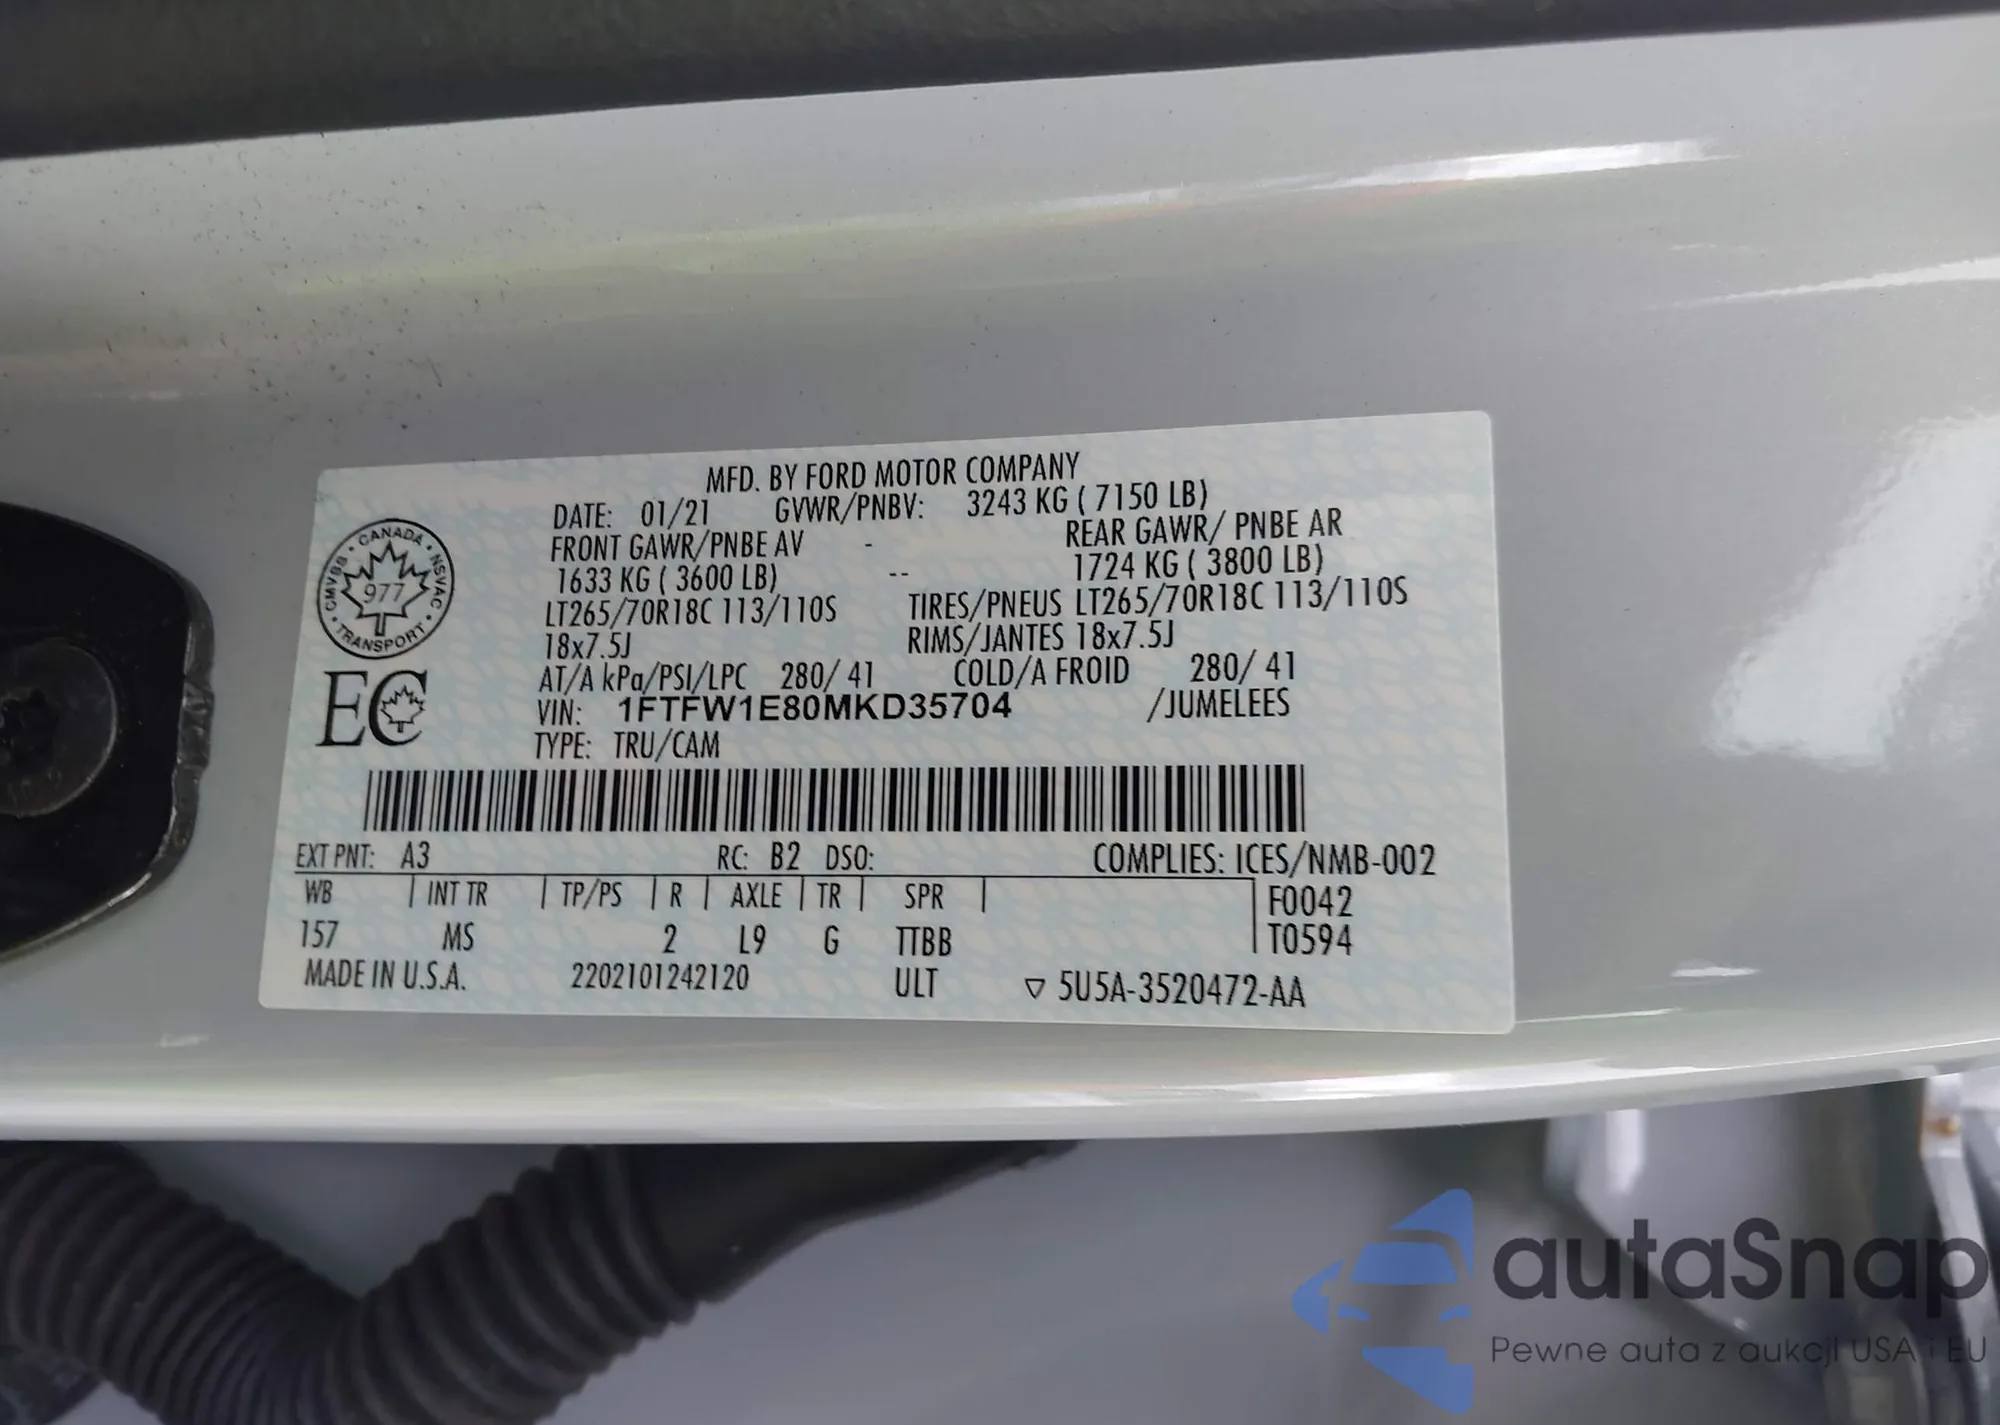 MFD. BY FORD MOTOR COMPANY
DATE: 01/21 GVWR/PNBV: 3243 KG ( 7150 LB)
FRONT GAWR/PNBE AV - REAR GAWR/ PNBE AR
1633 KG ( 3600 LB) -- 1724 KG ( 3800 LB)
LT265/70R18C 113/110S TIRES/PNEUS LT265/70R18C 113/110S
18x7.5J RIMS/JANTES 18x7.5J
AT/A kPa/PSI/LPC 280/ 41 COLD/A FROID 280/ 41
VIN: 1FTFW1E80MKD35704 /JUMELEES
TYPE: TRU/CAM
CANADA
CMVSS NSVAC
977
TRANSPORT
EC
EXT PNT: A3 RC: B2 DSO: COMPLIES: ICES/NMB-002
WB INT TR TP/PS R AXLE TR SPR F0042
157 MS 2 L9 G TTBB T0594
MADE IN U.S.A. 2202101242120 ULT 5U5A-3520472-AA
autaSnap
Pewne auta z aukcji USA i EU